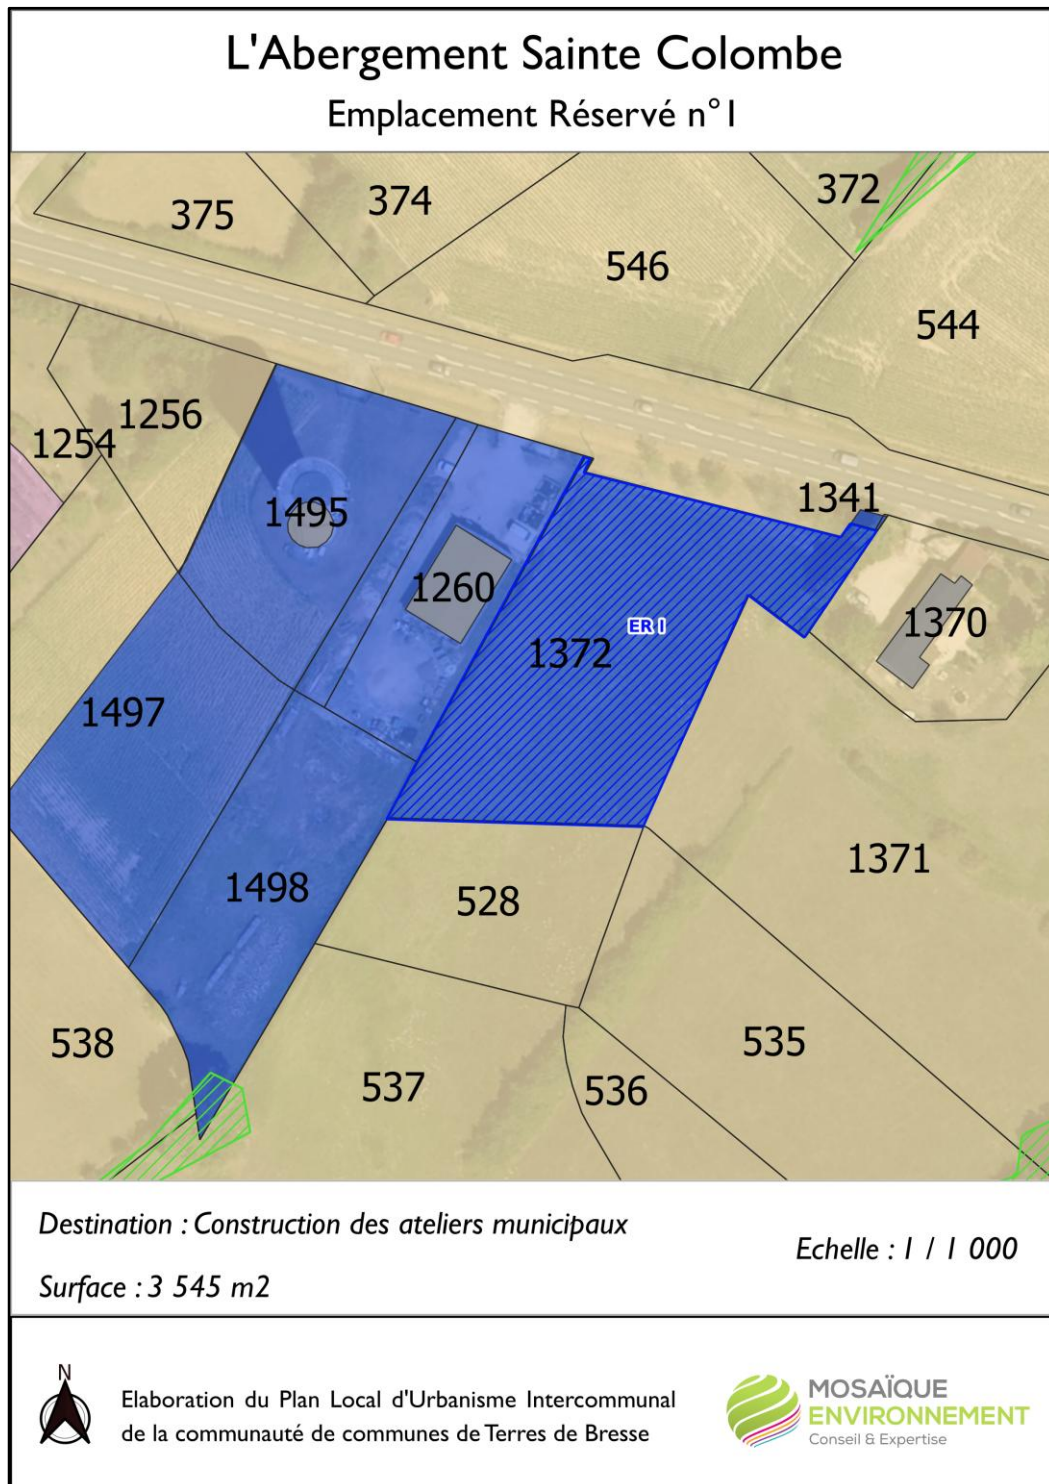 L'Abergement Sainte Colombe
Emplacement Réservé n°1
375
374
372
546
544
1256
1254
1495
1341
1260
1370
ER 1
1372
1497
1371
1498
528
538
535
537
536
Destination : Construction des ateliers municipaux
Echelle : 1 / 1 000
Surface : 3 545 m2
N
Elaboration du Plan Local d'Urbanisme Intercommunal
de la communauté de communes de Terres de Bresse
MOSAÏQUE
ENVIRONNEMENT
Conseil & Expertise